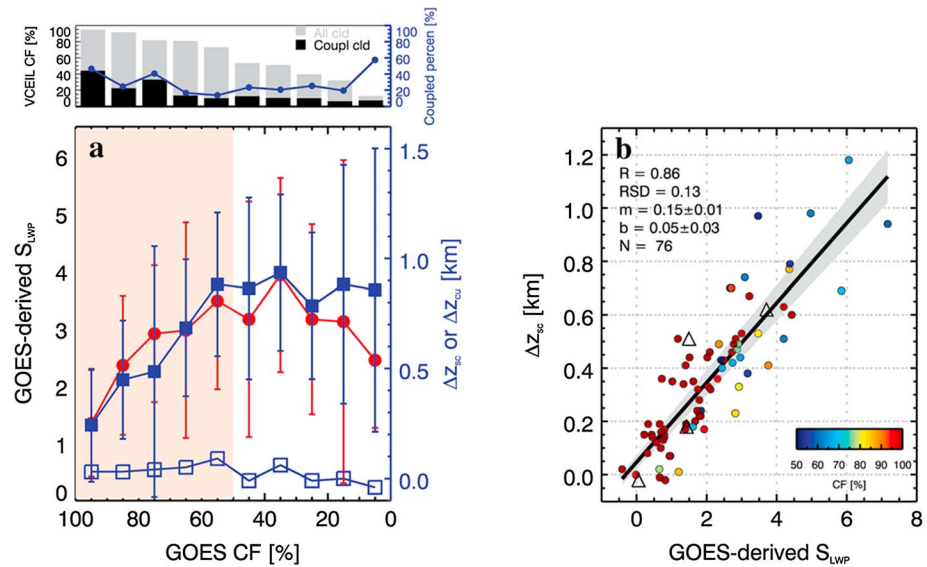 VCEIL CF [%]
100
80
60
40
20
0
All cld
Coupl cld
100
80
60
40
20
0
Coupled percen [%]
a
GOES-derived S_LWP
6
5
4
3
2
1
0
1.5
1.0
0.5
0.0
Δz_sc or Δz_cu [km]
100 80 60 40 20 0
GOES CF [%]
b
R = 0.86
RSD = 0.13
m = 0.15±0.01
b = 0.05±0.03
N = 76
Δz_sc [km]
1.2
1.0
0.8
0.6
0.4
0.2
0.0
50 60 70 80 90 100
CF [%]
0 2 4 6 8
GOES-derived S_LWP